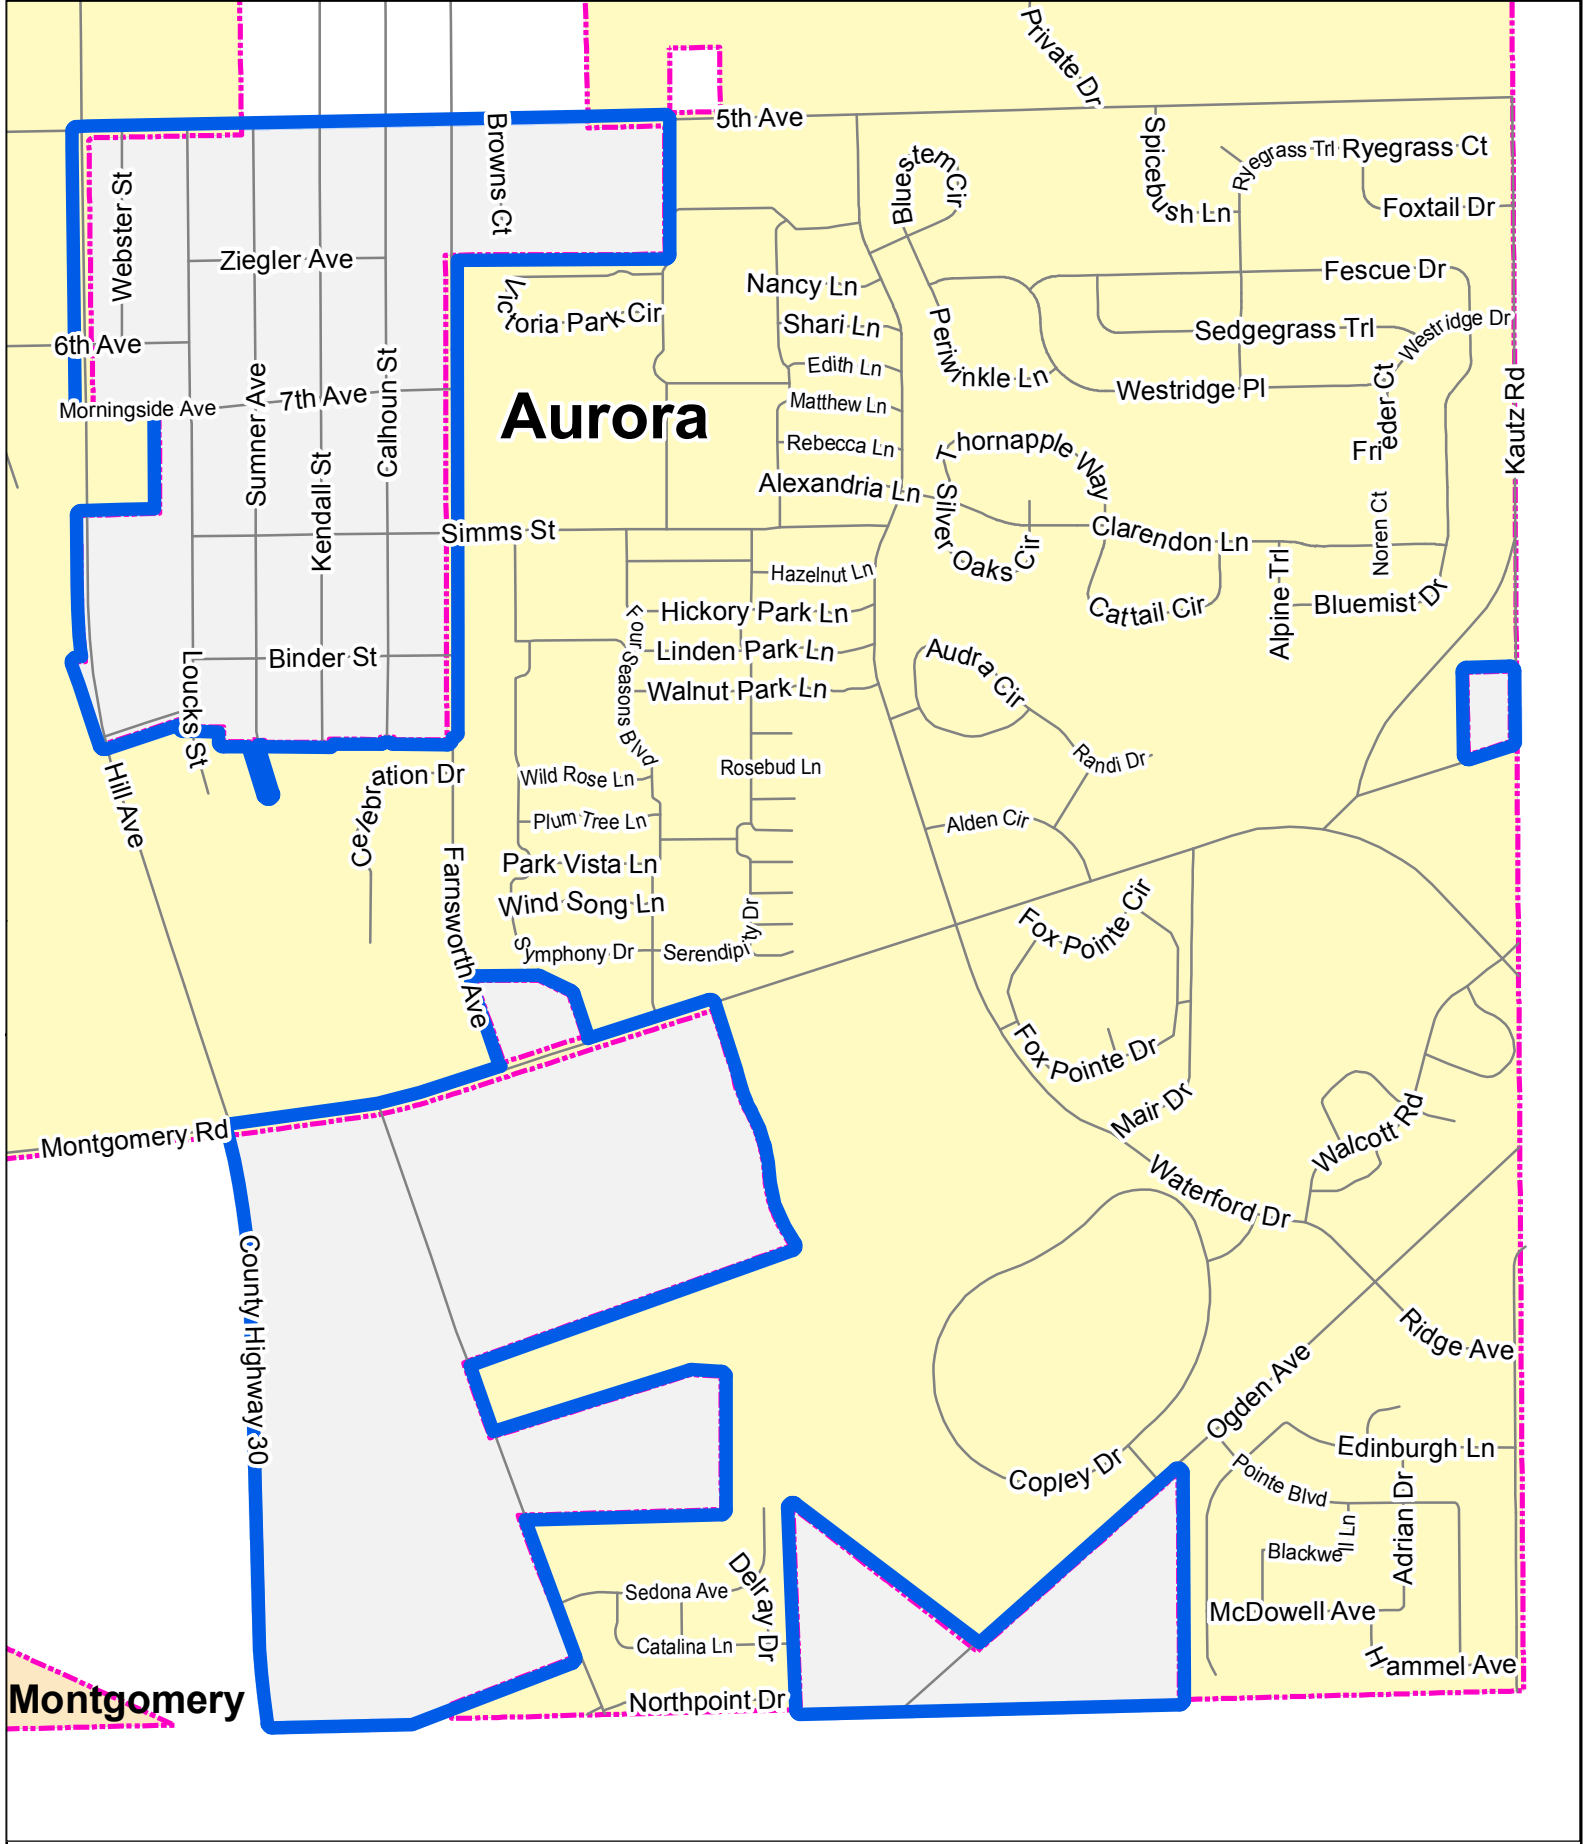 Private Dr
5th Ave
Browns Ct
Spicebush Ln
Ryegrass Trl
Ryegrass Ct
Foxtail Dr
Bluestem Cir
Webster St
Ziegler Ave
Victoria Park Cir
Nancy Ln
Shari Ln
Edith Ln
Matthew Ln
Rebecca Ln
Alexandria Ln
Periwinkle Ln
Fescue Dr
Sedgegrass Trl
Westridge Dr
Westridge Pl
Frieder Ct
Kautz Rd
6th Ave
Morningside Ave
7th Ave
Sumner Ave
Kendall St
Calhoun St
Aurora
Thornapple Way
Silver Oaks Cir
Clarendon Ln
Noren Ct
Simms St
Hazelnut Ln
Hickory Park Ln
Linden Park Ln
Walnut Park Ln
Four Seasons Blvd
Cattail Cir
Alpine Trl
Bluemist Dr
Binder St
Loucks St
Audra Cir
Randi Dr
Alden Cir
Hill Ave
Celebration Dr
Wild Rose Ln
Rosebud Ln
Plum Tree Ln
Park Vista Ln
Wind Song Ln
Symphony Dr
Serendipity Dr
Farnsworth Ave
Fox Pointe Cir
Fox Pointe Dr
Mair Dr
Walcott Rd
Montgomery Rd
Waterford Dr
County Highway 30
Ridge Ave
Ogden Ave
Copley Dr
Edinburgh Ln
Pointe Blvd
Adrian Dr
Blackwell Ln
McDowell Ave
Hammel Ave
Delray Dr
Sedona Ave
Catalina Ln
Northpoint Dr
Montgomery